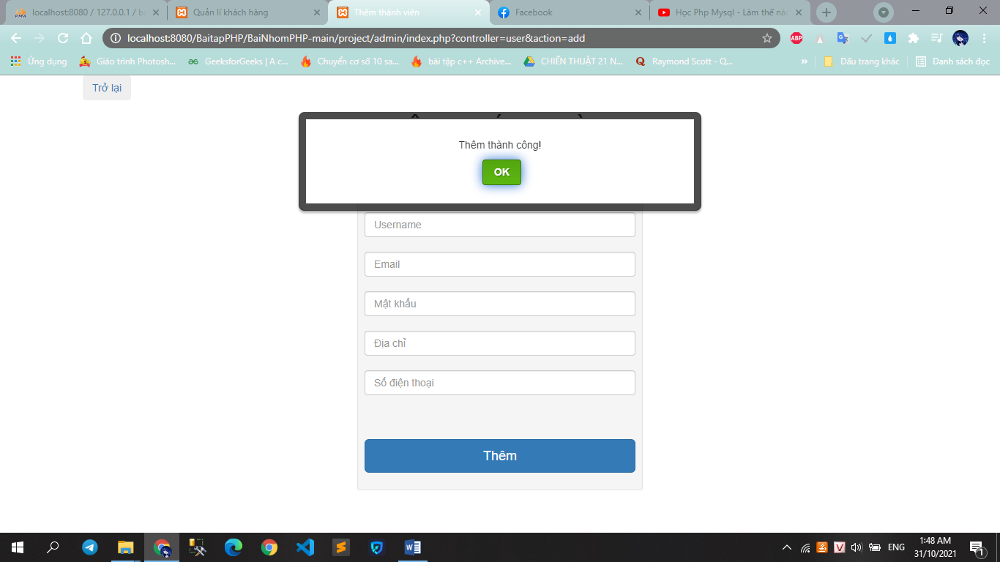 localhost:8080 / 127.0.0.1 / b
Quản lí khách hàng
Thêm thành viên
Facebook
Học Php Mysql - Làm thế nà
localhost:8080/BaitapPHP/BaiNhomPHP-main/project/admin/index.php?controller=user&action=add
ABP
Ứng dụng
Giáo trình Photosh...
GeeksforGeeks | A c...
Chuyển cơ số 10 sa...
bài tập c++ Archive...
CHIẾN THUẬT 21 N...
Raymond Scott - Q...
»
Dấu trang khác
Danh sách đọc
Trở lại
Thêm thành công!
OK
Username
Email
Mật khẩu
Địa chỉ
Số điện thoại
Thêm
ENG
1:48 AM
31/10/2021
1